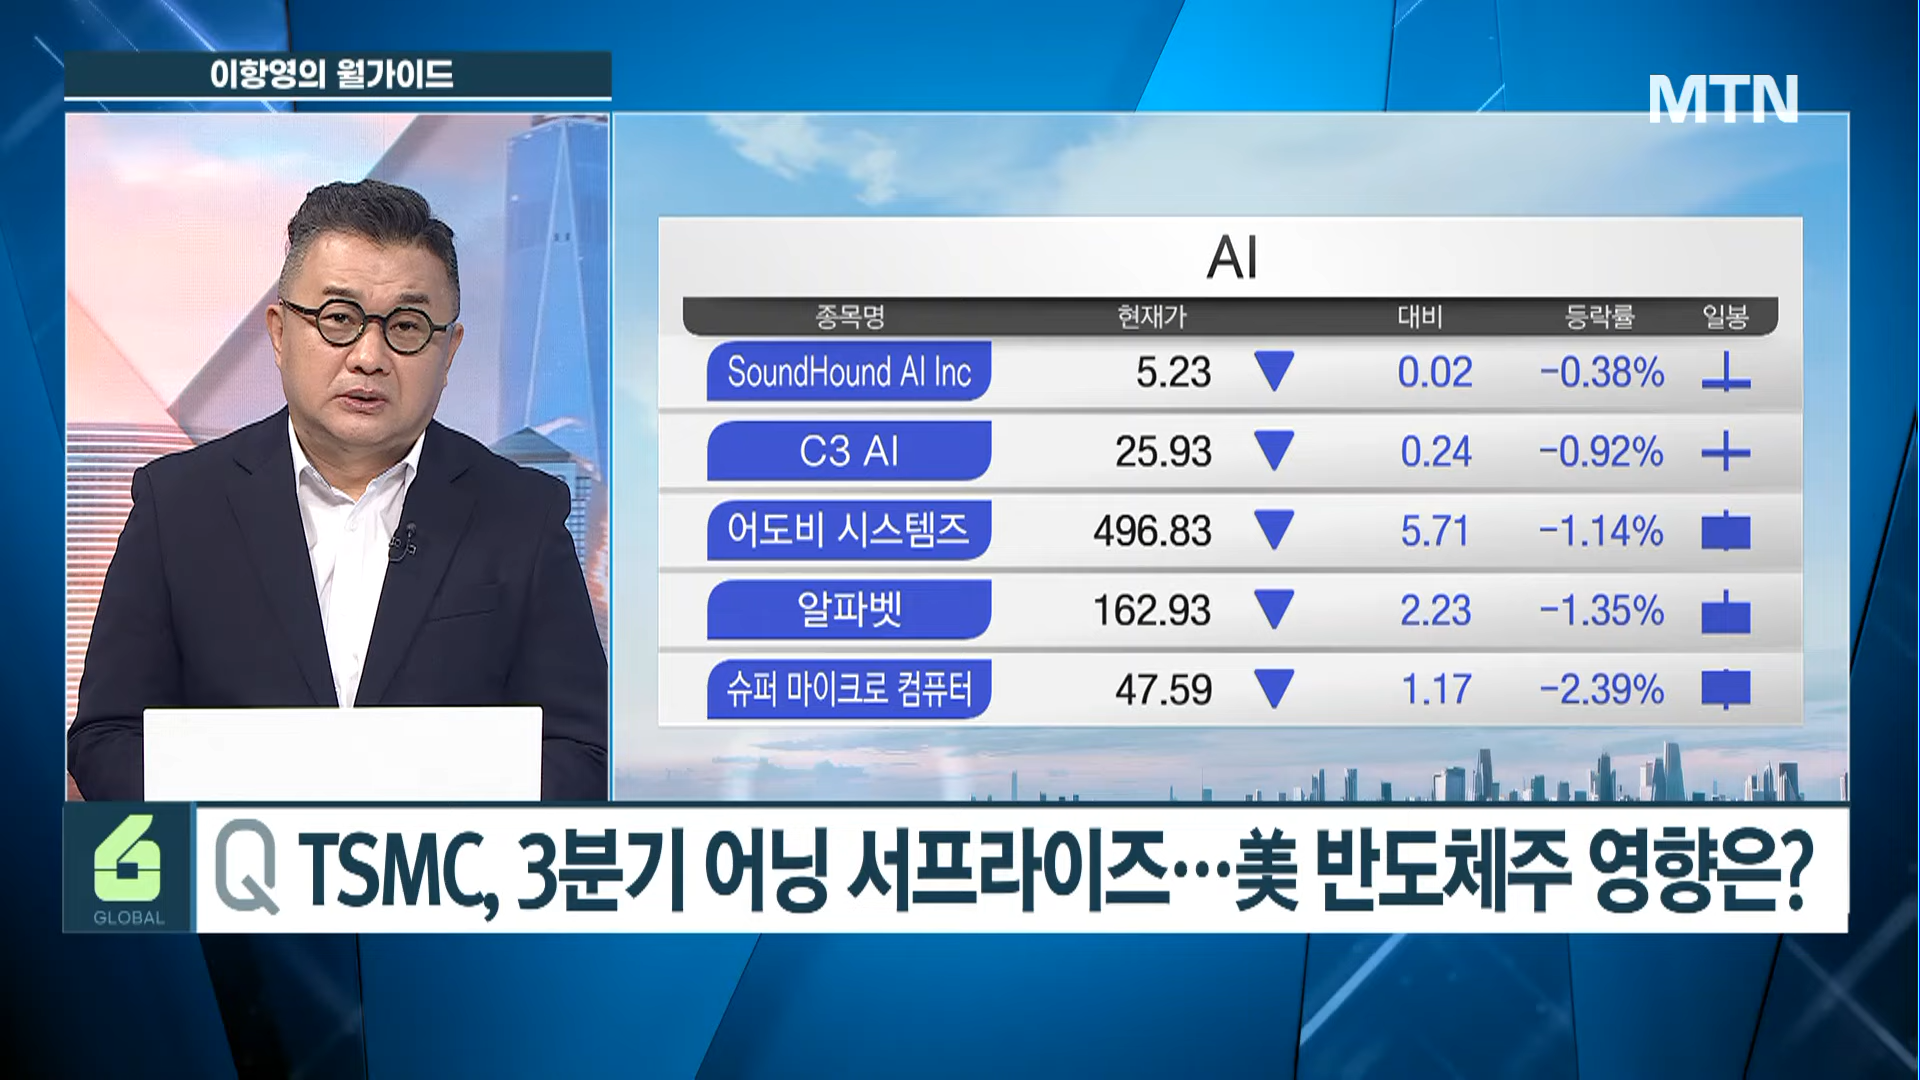 이항영의 월가이드
MTN
AI
종목명 현재가 대비 등락률 일봉
SoundHound AI Inc 5.23 ▼ 0.02 -0.38%
C3 AI 25.93 ▼ 0.24 -0.92%
어도비 시스템즈 496.83 ▼ 5.71 -1.14%
알파벳 162.93 ▼ 2.23 -1.35%
슈퍼 마이크로 컴퓨터 47.59 ▼ 1.17 -2.39%
6 GLOBAL
Q TSMC, 3분기 어닝 서프라이즈…美 반도체주 영향은?